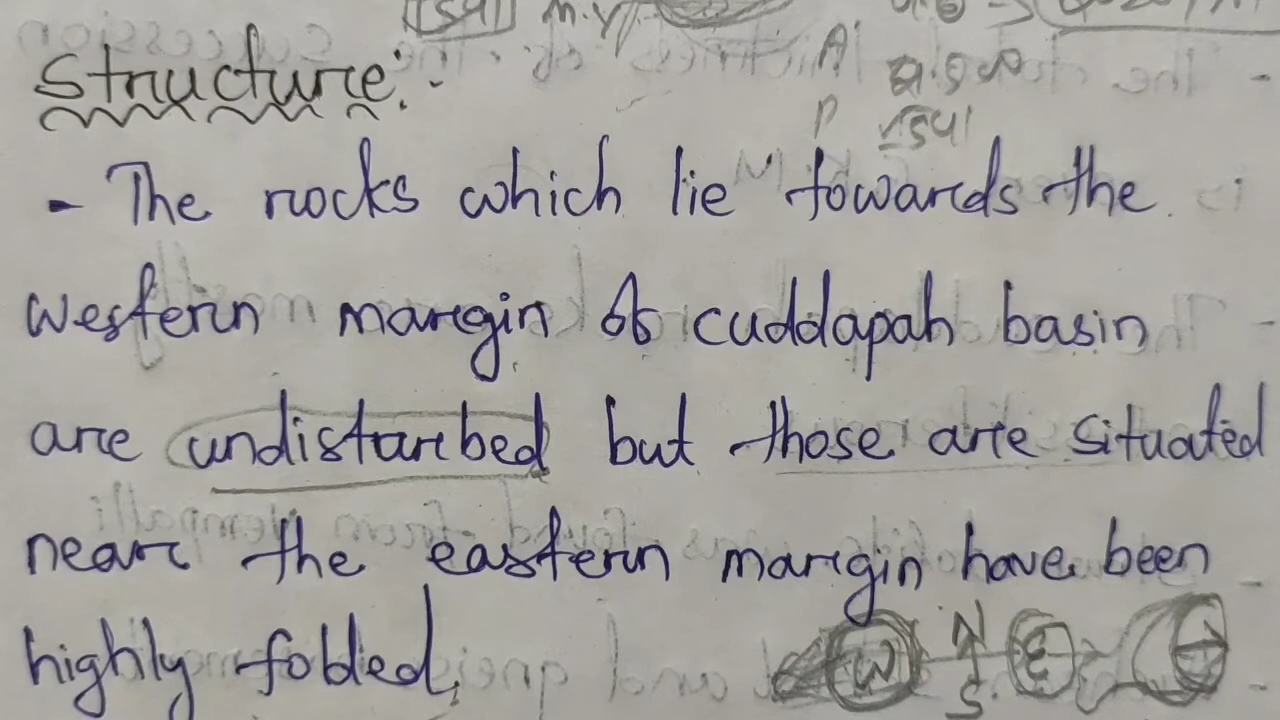 Structure:-
- The rocks which lie towards the
western margin of cuddapah basin
are undisturbed but those are situated
near the eastern margin have been
highly folded.
N
W E
S